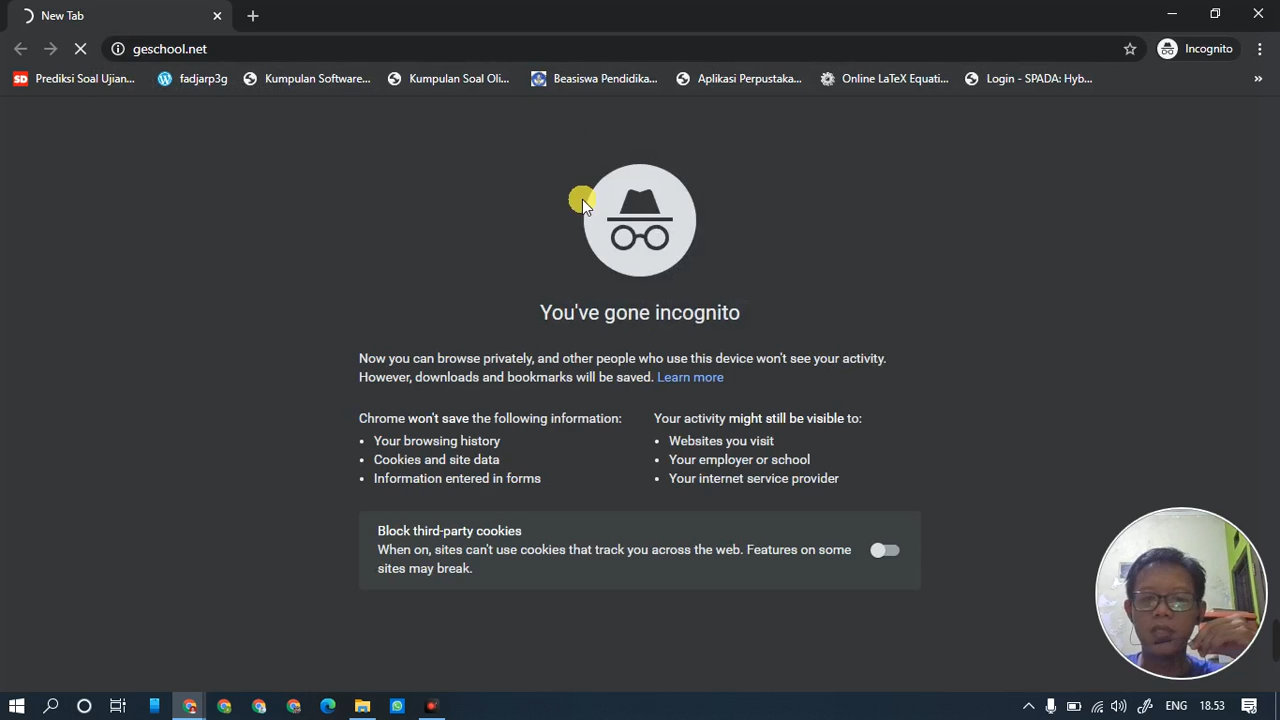 New Tab
geschool.net
Incognito
SD Prediksi Soal Ujian... fadjarp3g Kumpulan Software... Kumpulan Soal Oli... Beasiswa Pendidika... Aplikasi Perpustaka... Online LaTeX Equati... Login - SPADA: Hyb... »
You've gone incognito
Now you can browse privately, and other people who use this device won't see your activity.
However, downloads and bookmarks will be saved. Learn more
Chrome won't save the following information:
• Your browsing history
• Cookies and site data
• Information entered in forms
Your activity might still be visible to:
• Websites you visit
• Your employer or school
• Your internet service provider
Block third-party cookies
When on, sites can't use cookies that track you across the web. Features on some
sites may break.
ENG 18.53